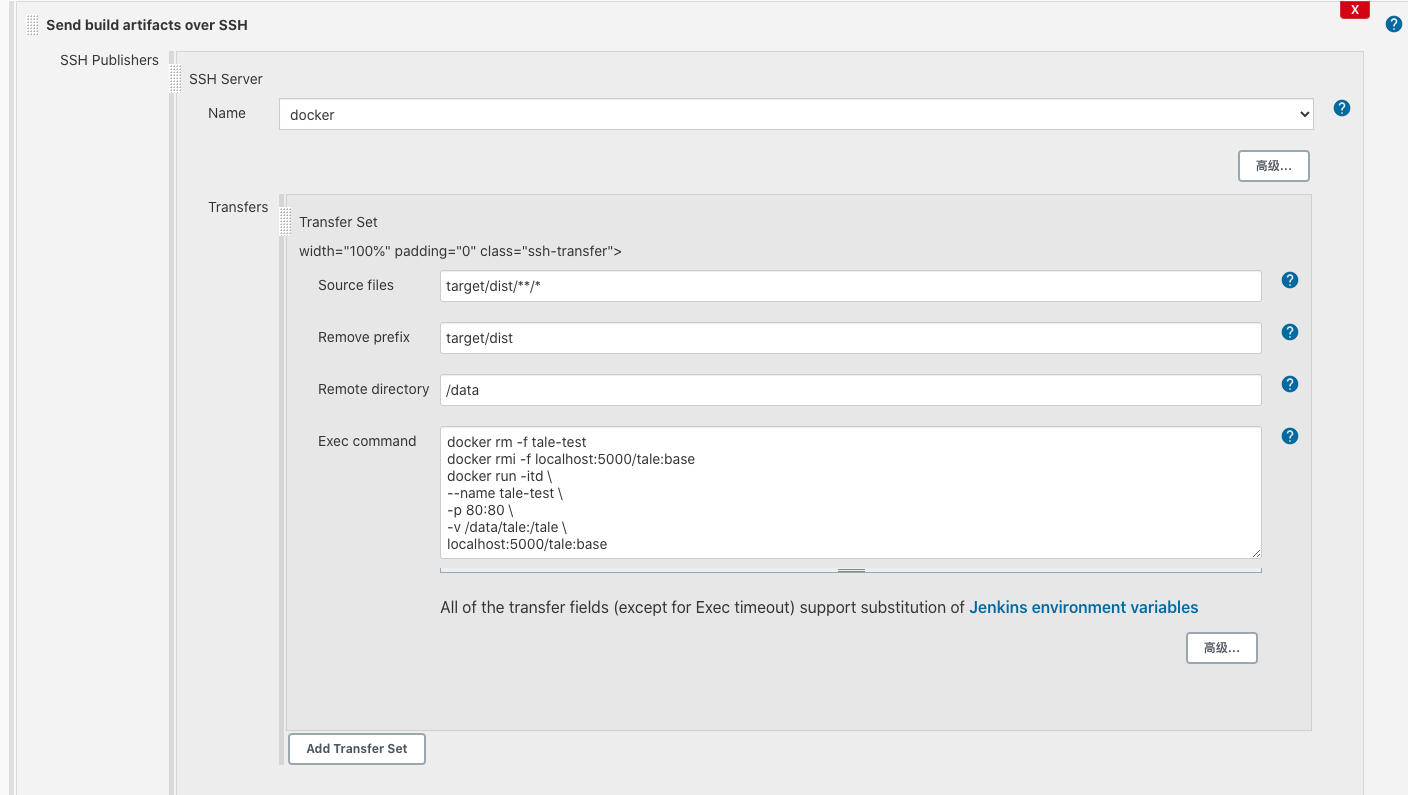 X
Send build artifacts over SSH
?
SSH Publishers
SSH Server
Name
docker
?
高级...
Transfers
Transfer Set
width="100%" padding="0" class="ssh-transfer">
Source files
target/dist/**/*
?
Remove prefix
target/dist
?
Remote directory
/data
?
Exec command
docker rm -f tale-test
docker rmi -f localhost:5000/tale:base
docker run -itd \
--name tale-test \
-p 80:80 \
-v /data/tale:/tale \
localhost:5000/tale:base
?
All of the transfer fields (except for Exec timeout) support substitution of Jenkins environment variables
高级...
Add Transfer Set